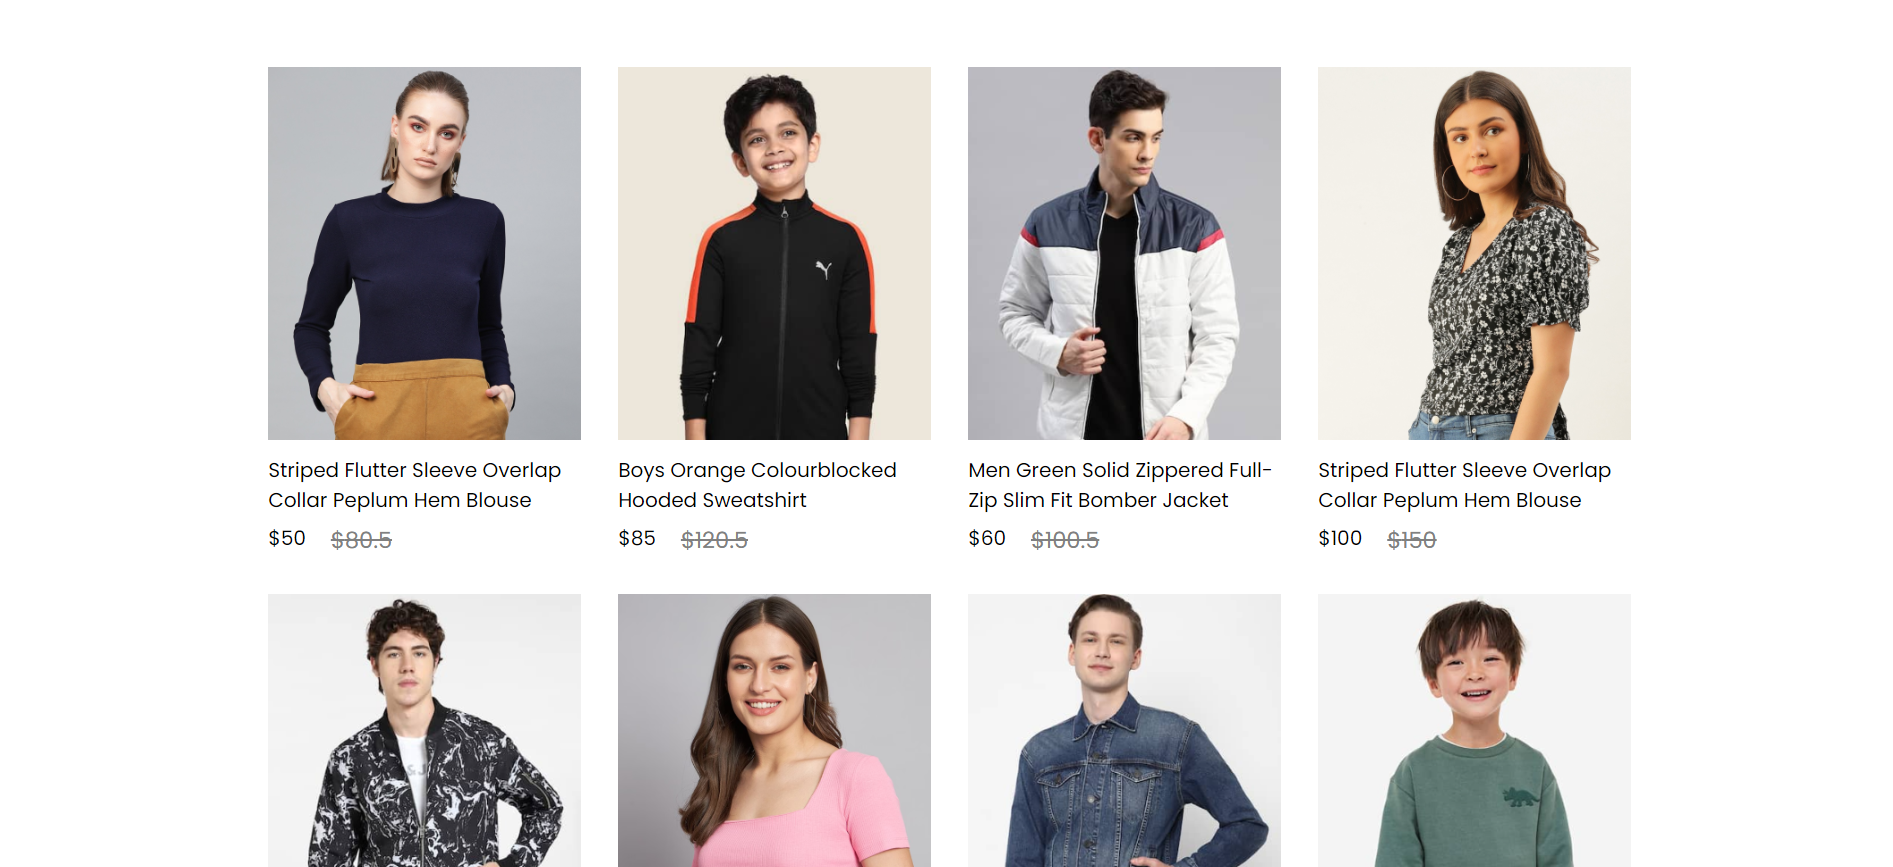 Striped Flutter Sleeve Overlap
Collar Peplum Hem Blouse
$50 $80.5
Boys Orange Colourblocked
Hooded Sweatshirt
$85 $120.5
Men Green Solid Zippered Full-
Zip Slim Fit Bomber Jacket
$60 $100.5
Striped Flutter Sleeve Overlap
Collar Peplum Hem Blouse
$100 $150